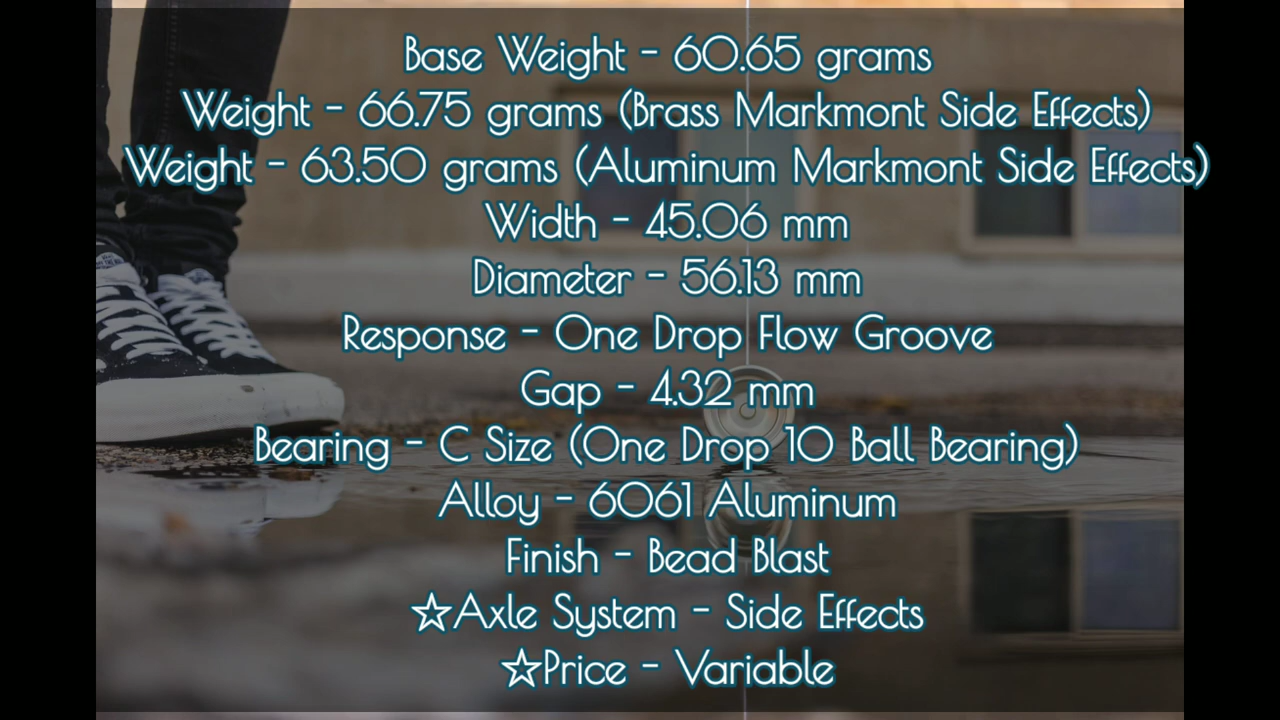 Base Weight - 60.65 grams
Weight - 66.75 grams (Brass Markmont Side Effects)
Weight - 63.50 grams (Aluminum Markmont Side Effects)
Width - 45.06 mm
Diameter - 56.13 mm
Response - One Drop Flow Groove
Gap - 4.32 mm
Bearing - C Size (One Drop 10 Ball Bearing)
Alloy - 6061 Aluminum
Finish - Bead Blast
☆Axle System - Side Effects
☆Price - Variable